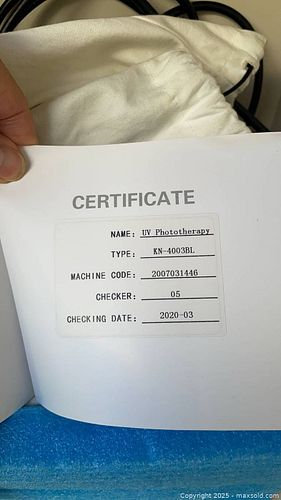 CERTIFICATE
NAME: UV Phototherapy
TYPE: KN-4003BL
MACHINE CODE: 2007031446
CHECKER: 05
CHECKING DATE: 2020-03
Copyright 2025 - maxsold.com